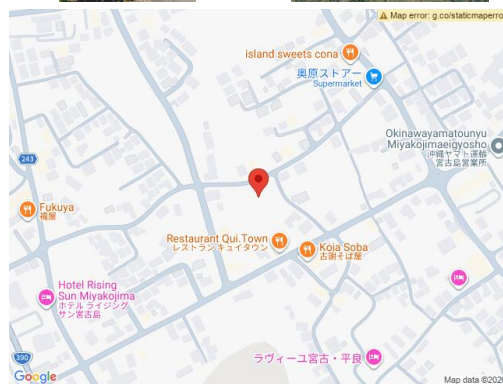 Map error: g.co/staticmaperro
island sweets cona
奥原ストアー
Supermarket
Okinawayamatounyu
Miyakojimaeigyosho
沖縄ヤマト運輸
宮古島営業所
243
Fukuya
福屋
Restaurant Qui.Town
レストラン キュイタウン
Koja Soba
古謝そば屋
Hotel Rising
Sun Miyakojima
ホテル ライジング
サン宮古島
390
ラヴィーユ宮古・平良
Google
Map data ©202